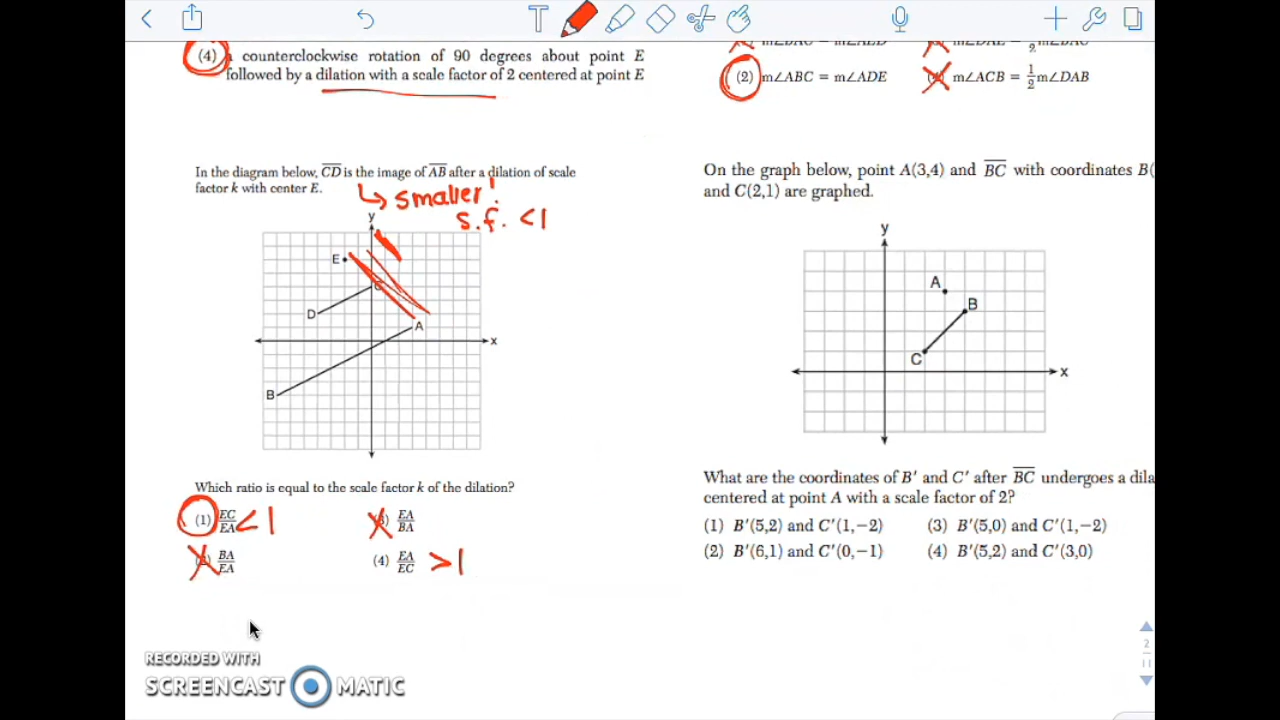 (4) a counterclockwise rotation of 90 degrees about point E
followed by a dilation with a scale factor of 2 centered at point E
(2) m∠ABC = m∠ADE
m∠ACB = 1/2 m∠DAB
In the diagram below, CD is the image of AB after a dilation of scale
factor k with center E.
↳ smaller!
s.f. <1
y
E
C
D
A
x
B
Which ratio is equal to the scale factor k of the dilation?
(1) EC/EA <1
(3) EA/BA
BA/EA
(4) EA/EC >1
On the graph below, point A(3,4) and BC with coordinates B(
and C(2,1) are graphed.
y
A
B
C
x
What are the coordinates of B′ and C′ after BC undergoes a dila
centered at point A with a scale factor of 2?
(1) B′(5,2) and C′(1,−2)
(3) B′(5,0) and C′(1,−2)
(2) B′(6,1) and C′(0,−1)
(4) B′(5,2) and C′(3,0)
2
11
RECORDED WITH
SCREENCAST MATIC